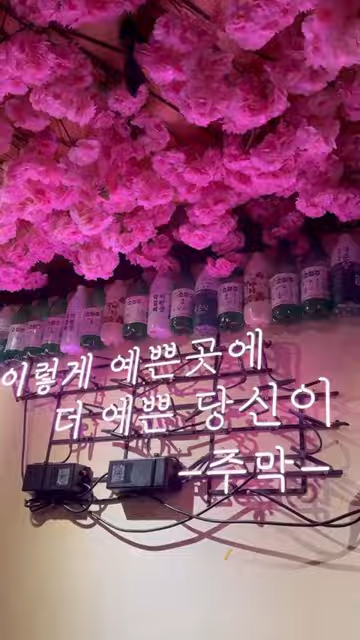 이렇게 예쁜곳에
더 예쁜 당신이
-주막-